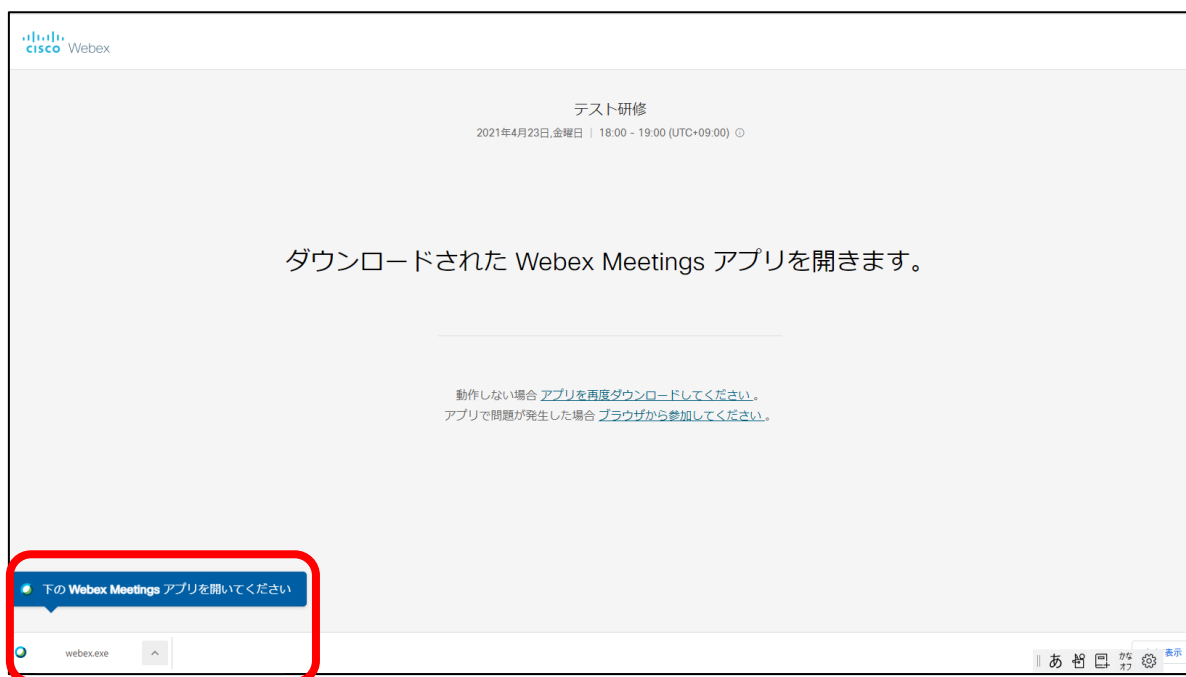 cisco Webex
テスト研修
2021年4月23日,金曜日 | 18:00 - 19:00 (UTC+09:00)
ダウンロードされた Webex Meetings アプリを開きます。
動作しない場合 アプリを再度ダウンロードしてください 。
アプリで問題が発生した場合 ブラウザから参加してください 。
下の Webex Meetings アプリを開いてください
webex.exe
あ
かな
オフ
表示